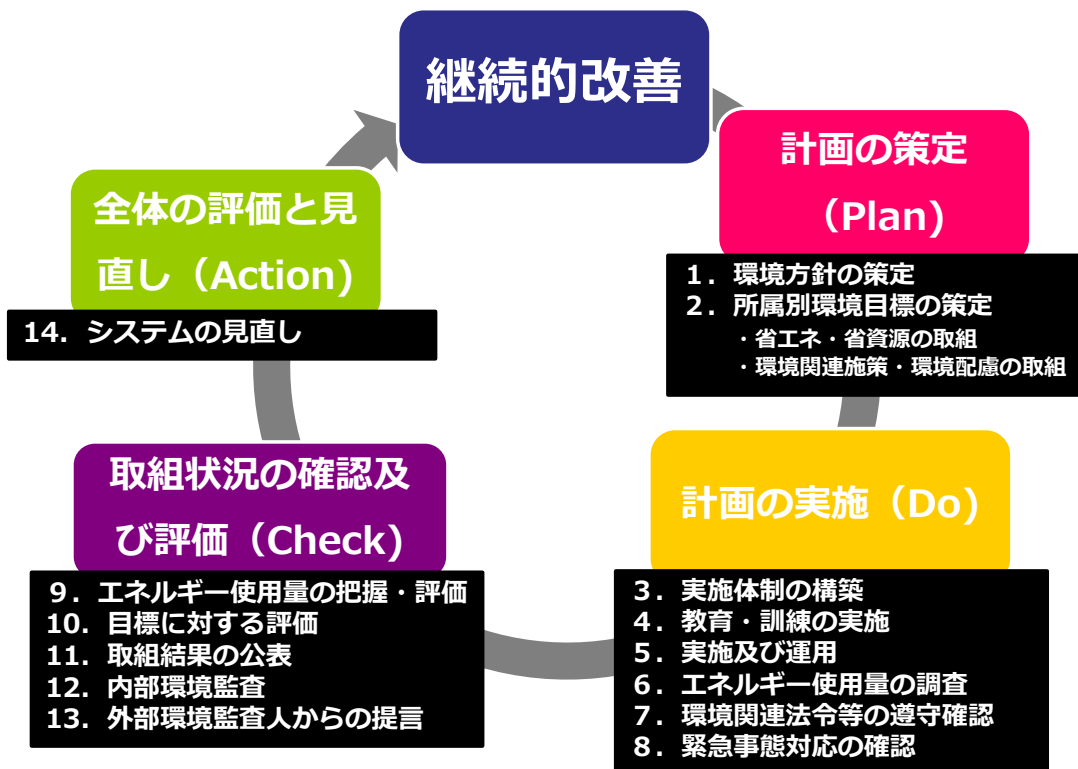 継続的改善
計画の策定
（Plan)
1．環境方針の策定
2．所属別環境目標の策定
・省エネ・省資源の取組
・環境関連施策・環境配慮の取組
計画の実施（Do)
3．実施体制の構築
4．教育・訓練の実施
5．実施及び運用
6．エネルギー使用量の調査
7．環境関連法令等の遵守確認
8．緊急事態対応の確認
取組状況の確認及
び評価（Check)
9．エネルギー使用量の把握・評価
10．目標に対する評価
11．取組結果の公表
12．内部環境監査
13．外部環境監査人からの提言
全体の評価と見
直し（Action)
14．システムの見直し